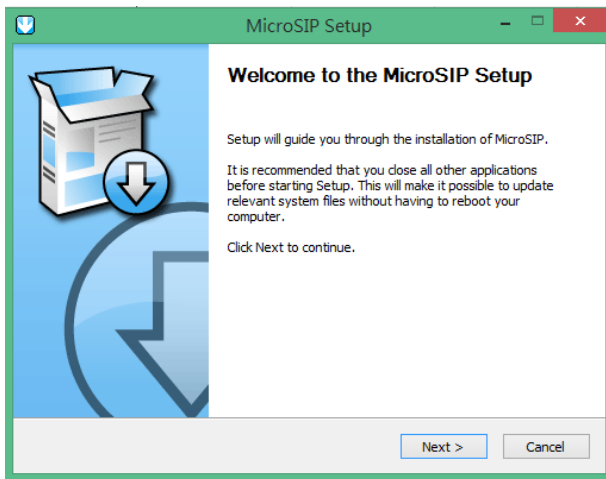 MicroSIP Setup
Welcome to the MicroSIP Setup
Setup will guide you through the installation of MicroSIP.
It is recommended that you close all other applications
before starting Setup. This will make it possible to update
relevant system files without having to reboot your
computer.
Click Next to continue.
Next >
Cancel